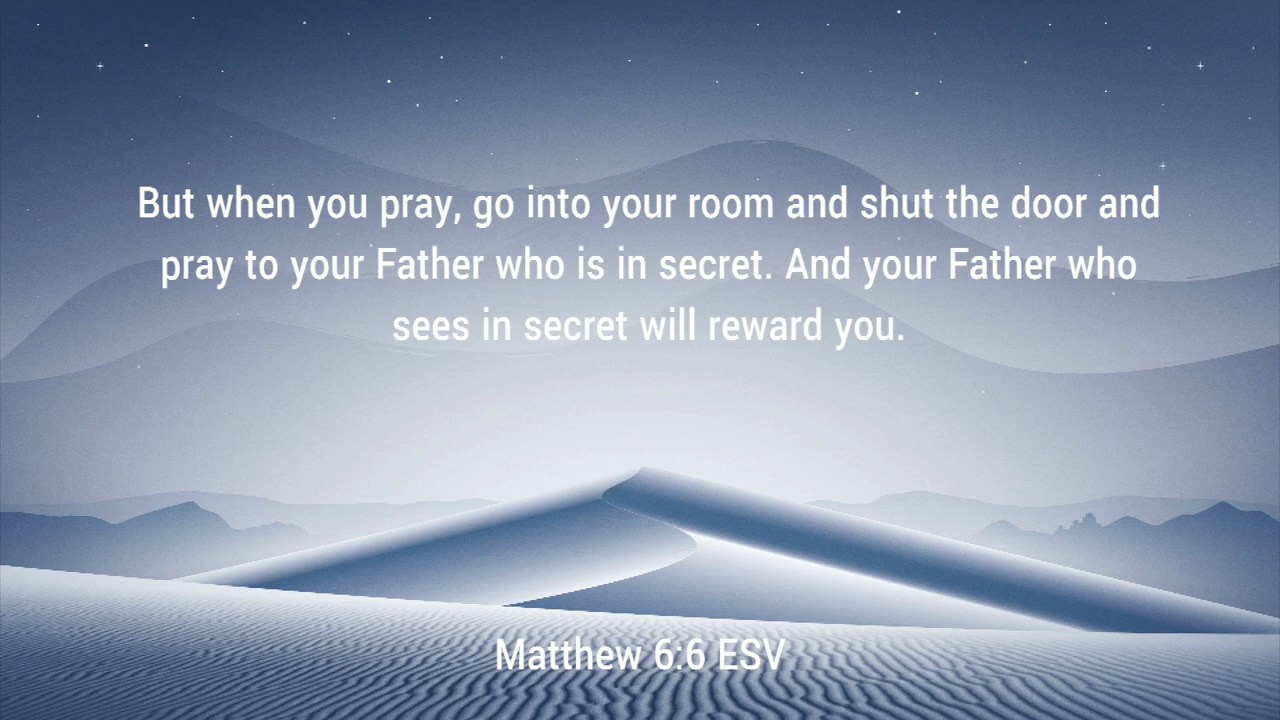 But when you pray, go into your room and shut the door and
pray to your Father who is in secret. And your Father who
sees in secret will reward you.
Matthew 6:6 ESV